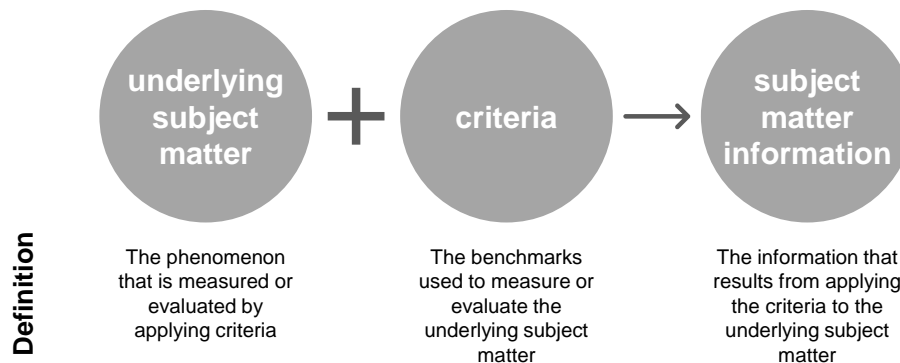 underlying
subject
matter
+
criteria
subject
matter
information
Definition
The phenomenon
that is measured or
evaluated by
applying criteria
The benchmarks
used to measure or
evaluate the
underlying subject
matter
The information that
results from applying
the criteria to the
underlying subject
matter